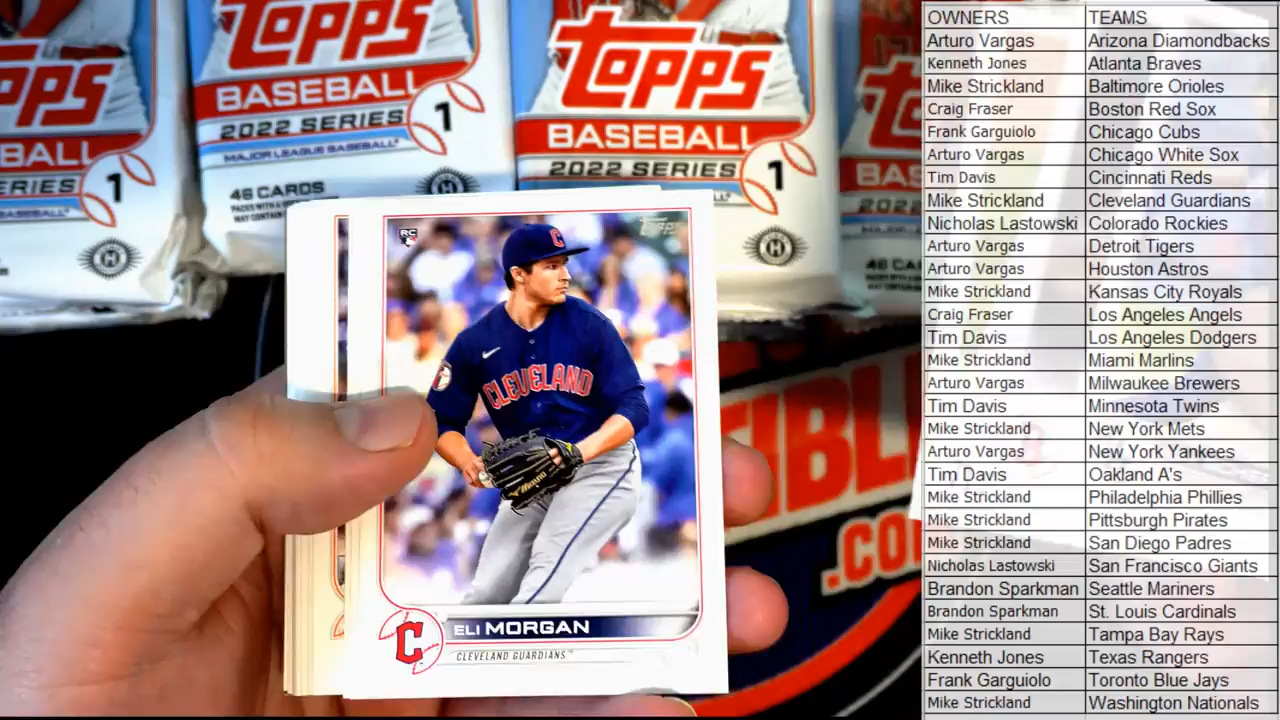 TOPPS
BASEBALL
2022 SERIES 1
MAJOR LEAGUE BASEBALL
46 CARDS
TOPPS
BASEBALL
2022 SERIES 1
RC
TOPPS
C
CLEVELAND
ELI MORGAN
CLEVELAND GUARDIANS™
C
IBL
.CO
OWNERS TEAMS
Arturo Vargas Arizona Diamondbacks
Kenneth Jones Atlanta Braves
Mike Strickland Baltimore Orioles
Craig Fraser Boston Red Sox
Frank Garguiolo Chicago Cubs
Arturo Vargas Chicago White Sox
Tim Davis Cincinnati Reds
Mike Strickland Cleveland Guardians
Nicholas Lastowski Colorado Rockies
Arturo Vargas Detroit Tigers
Arturo Vargas Houston Astros
Mike Strickland Kansas City Royals
Craig Fraser Los Angeles Angels
Tim Davis Los Angeles Dodgers
Mike Strickland Miami Marlins
Arturo Vargas Milwaukee Brewers
Tim Davis Minnesota Twins
Mike Strickland New York Mets
Arturo Vargas New York Yankees
Tim Davis Oakland A's
Mike Strickland Philadelphia Phillies
Mike Strickland Pittsburgh Pirates
Mike Strickland San Diego Padres
Nicholas Lastowski San Francisco Giants
Brandon Sparkman Seattle Mariners
Brandon Sparkman St. Louis Cardinals
Mike Strickland Tampa Bay Rays
Kenneth Jones Texas Rangers
Frank Garguiolo Toronto Blue Jays
Mike Strickland Washington Nationals